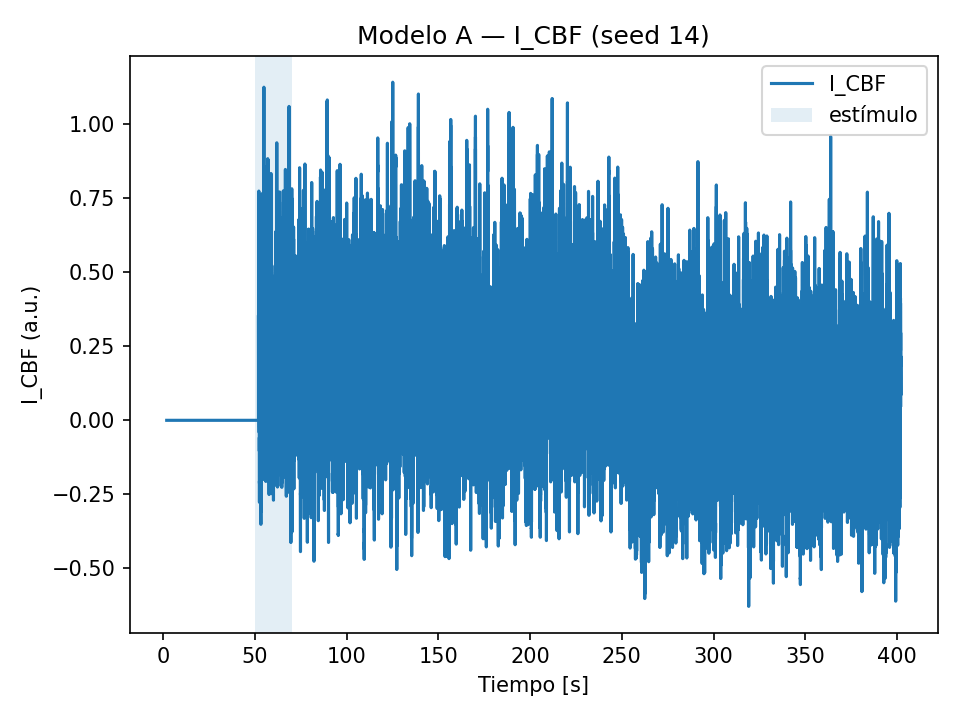 Modelo A — I_CBF (seed 14)
I_CBF
estímulo
1.00
0.75
0.50
0.25
0.00
−0.25
−0.50
I_CBF (a.u.)
0 50 100 150 200 250 300 350 400
Tiempo [s]